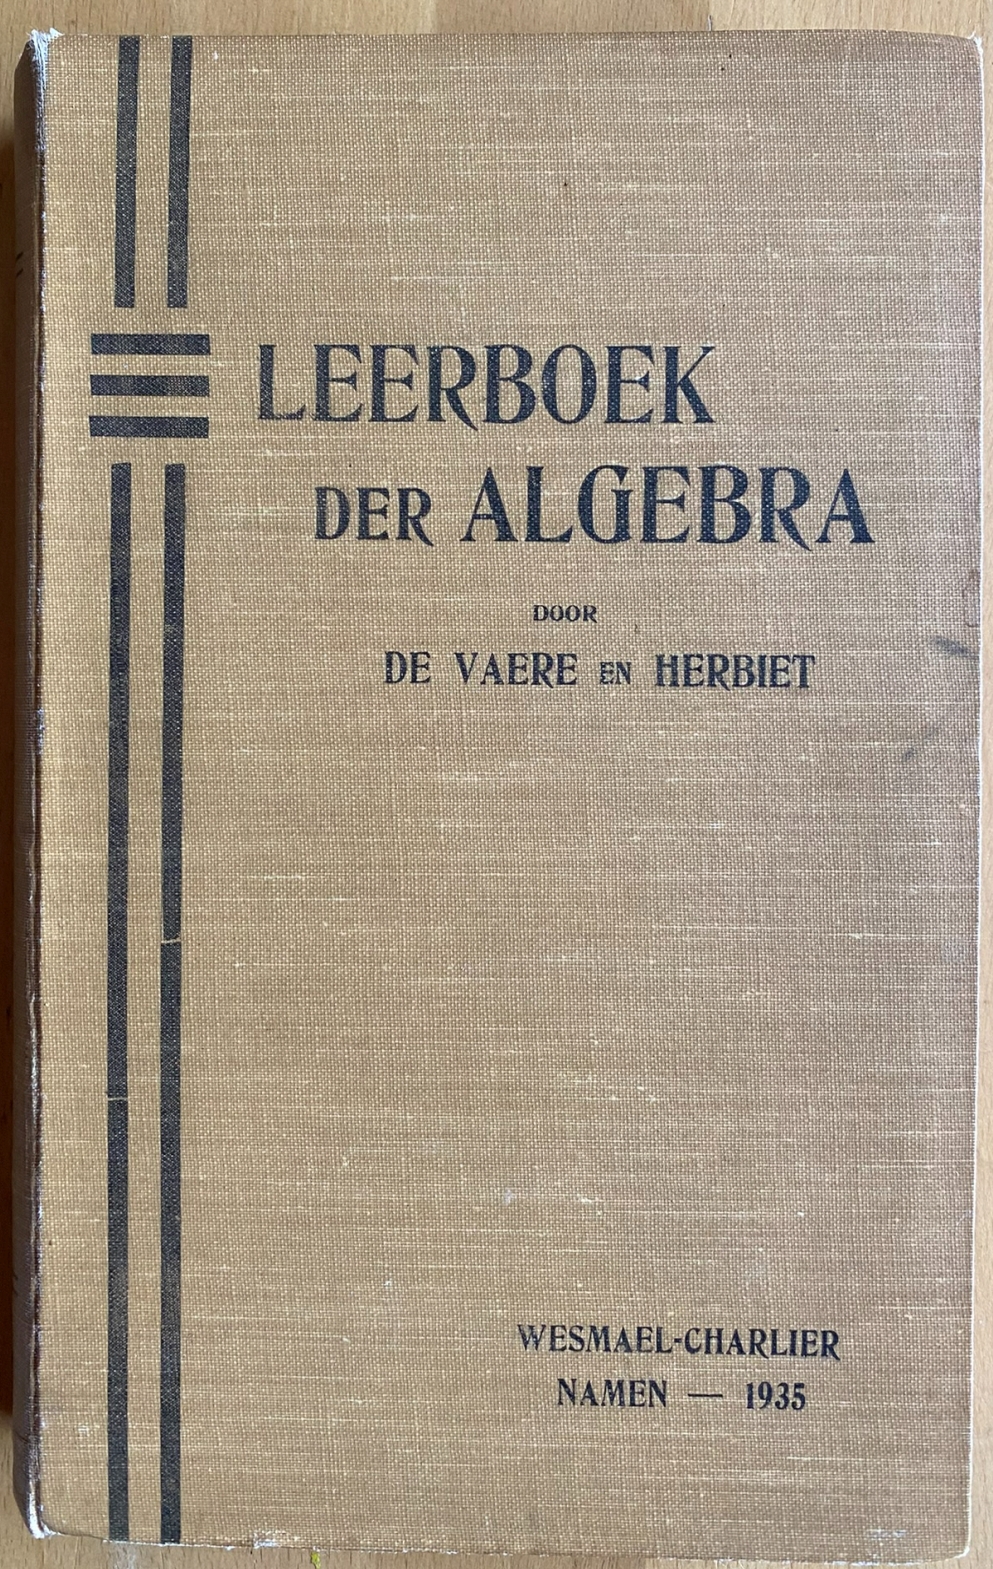 LEERBOEK
DER ALGEBRA
DOOR
DE VAERE EN HERBIET
WESMAEL-CHARLIER
NAMEN — 1935